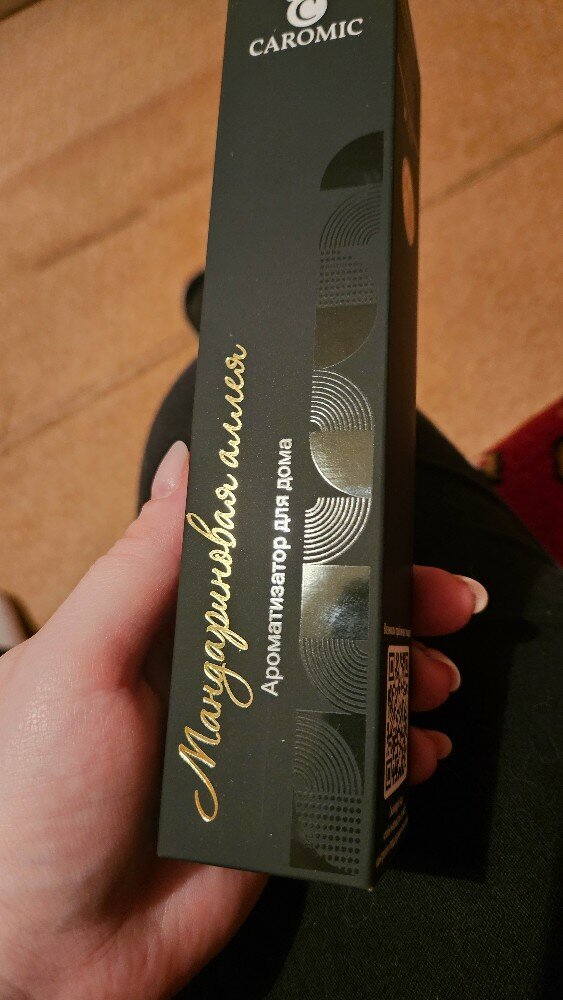 CAROMIC
Мандариновая аллея
Ароматизатор для дома